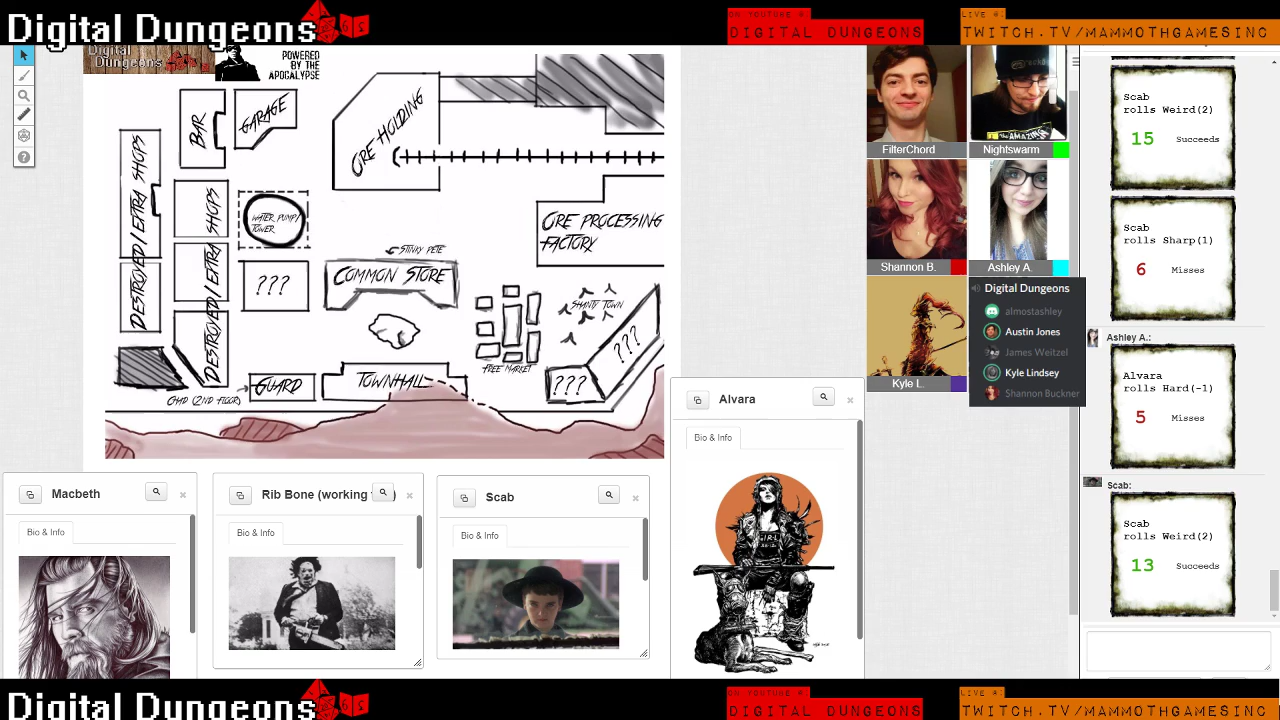 Digital Dungeons
ON YOUTUBE @:
DIGITAL DUNGEONS
LIVE @:
TWITCH.TV/MAMMOTHGAMESINC
Digital
Dungeons
POWERED
BY THE
APOCALYPSE
BAR
GARAGE
ORE HOLDING
DESTROYED / EXTRA SHOPS
SHOPS
DESTROYED / EXTRA
WATER PUMP/
TOWER
ORE PROCESSING
FACTORY
???
STINKY PETE
COMMON STORE
SHANTY TOWN
FREE MARKET
???
???
GUARD
TOWNHALL
CHAD (2ND FLOOR)
FilterChord
Nightswarm
Shannon B.
Ashley A.
Kyle L.
Digital Dungeons
almostashley
Austin Jones
James Weitzel
Kyle Lindsey
Shannon Buckner
Scab
rolls Weird(2)
15 Succeeds
Scab
rolls Sharp(1)
6 Misses
Ashley A.:
Alvara
rolls Hard(-1)
5 Misses
Scab:
Scab
rolls Weird(2)
13 Succeeds
Macbeth
Bio & Info
Rib Bone (working
Bio & Info
Scab
Bio & Info
Alvara
Bio & Info
Digital Dungeons
ON YOUTUBE @:
DIGITAL DUNGEONS
LIVE @:
TWITCH.TV/MAMMOTHGAMESINC